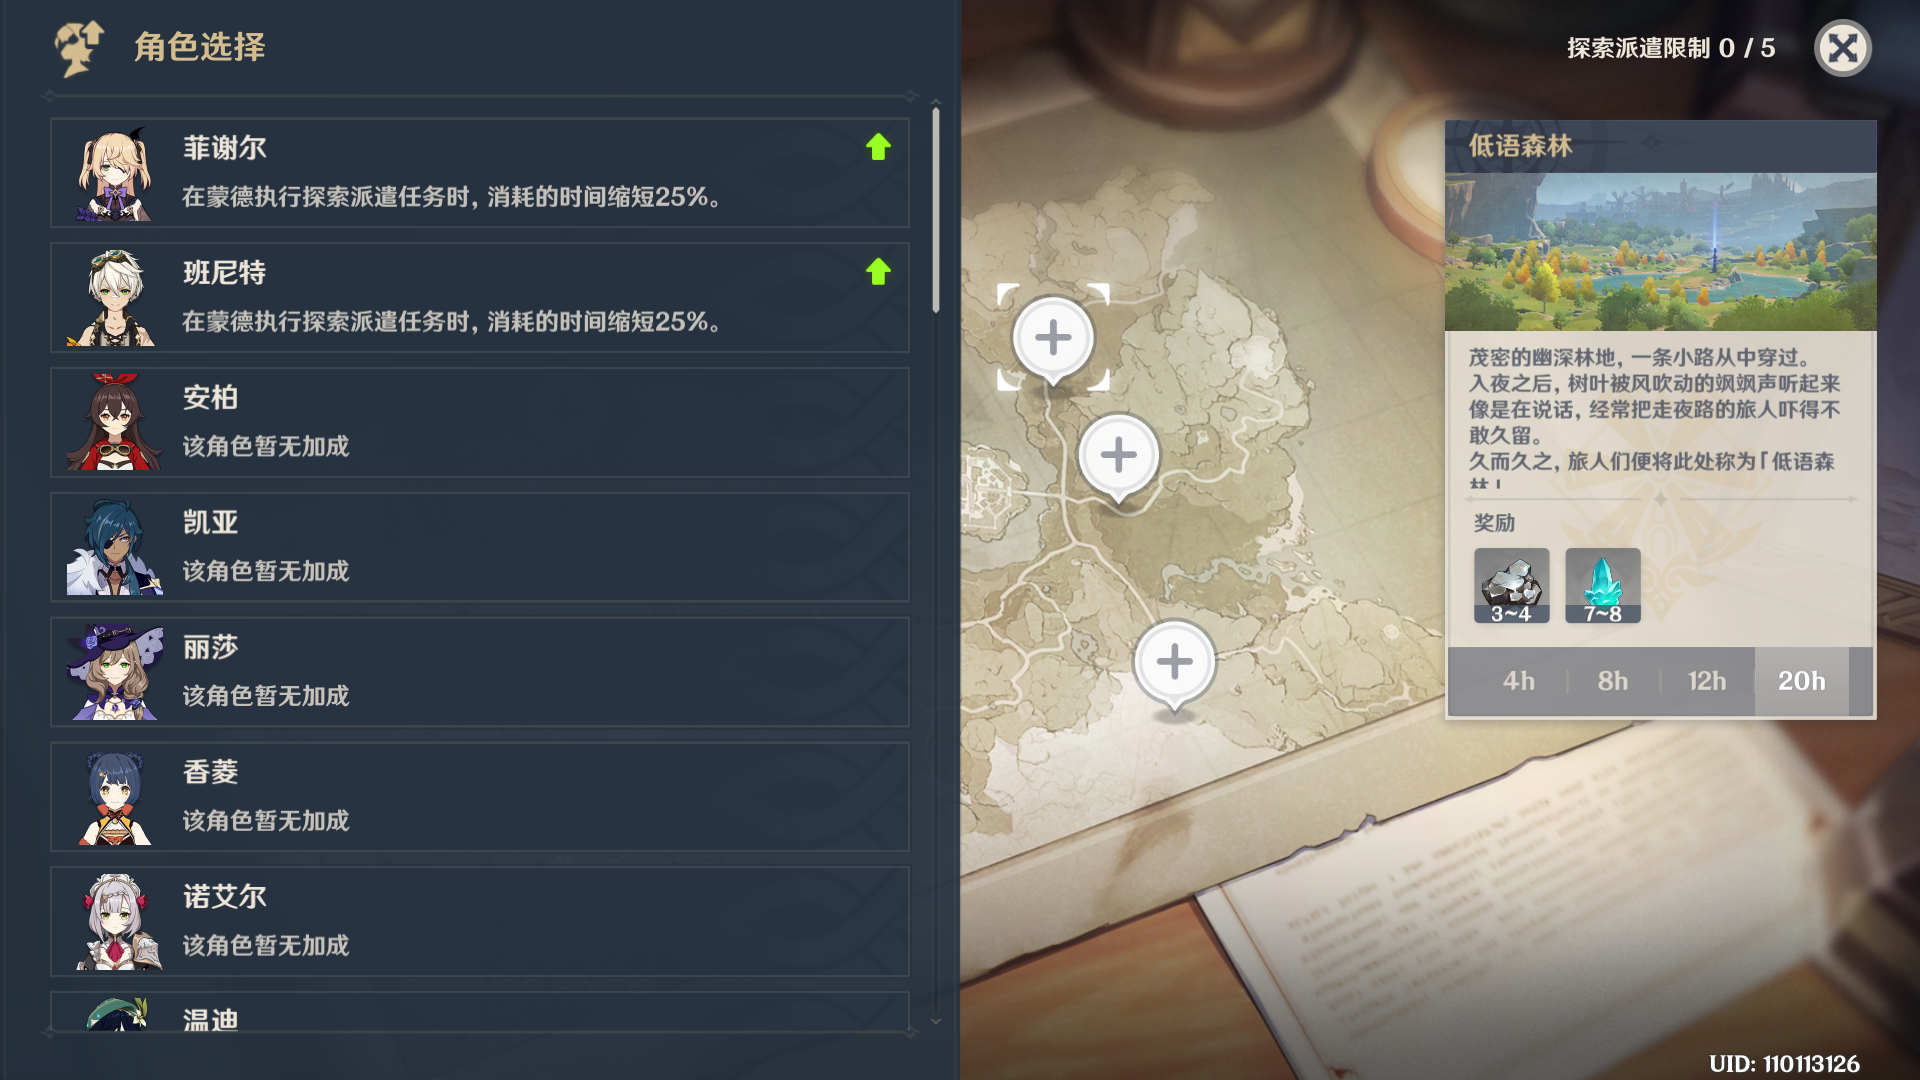 角色选择
菲谢尔
在蒙德执行探索派遣任务时, 消耗的时间缩短25%。
班尼特
在蒙德执行探索派遣任务时, 消耗的时间缩短25%。
安柏
该角色暂无加成
凯亚
该角色暂无加成
丽莎
该角色暂无加成
香菱
该角色暂无加成
诺艾尔
该角色暂无加成
温迪
探索派遣限制 0 / 5
低语森林
茂密的幽深林地, 一条小路从中穿过。
入夜之后, 树叶被风吹动的飒飒声听起来
像是在说话, 经常把走夜路的旅人吓得不
敢久留。
久而久之, 旅人们便将此处称为「低语森
林」
奖励
3~4
7~8
4h
8h
12h
20h
UID: 110113126